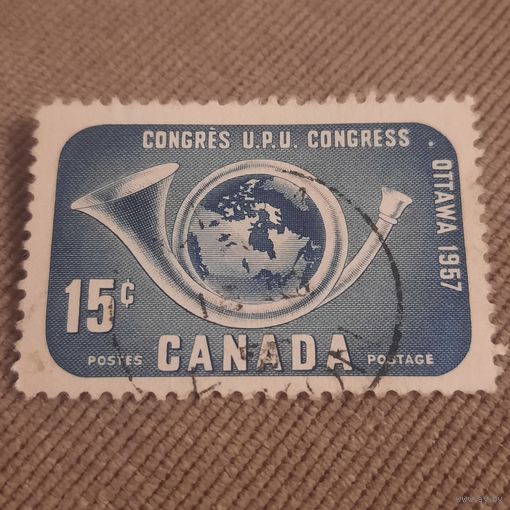 CONGRÈS U.P.U. CONGRESS · OTTAWA 1957
15¢
POSTES CANADA POSTAGE